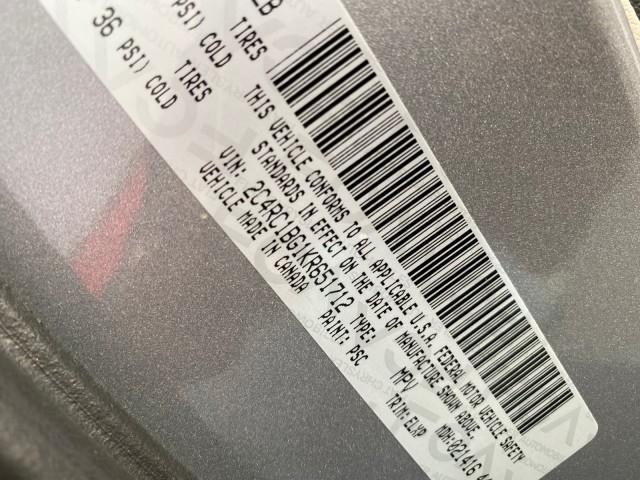 36 PSI) COLD
PSI) COLD
TIRES
TIRES
THIS VEHICLE CONFORMS TO ALL APPLICABLE U.S.A. FEDERAL MOTOR VEHICLE SAFETY
STANDARDS IN EFFECT ON THE DATE OF MANUFACTURE SHOWN ABOVE.
VIN: 2C4RC1BG1KR651712 TYPE: MPV MDH:021416
VEHICLE MADE IN CANADA PAINT: PSC TRIM:ELXP